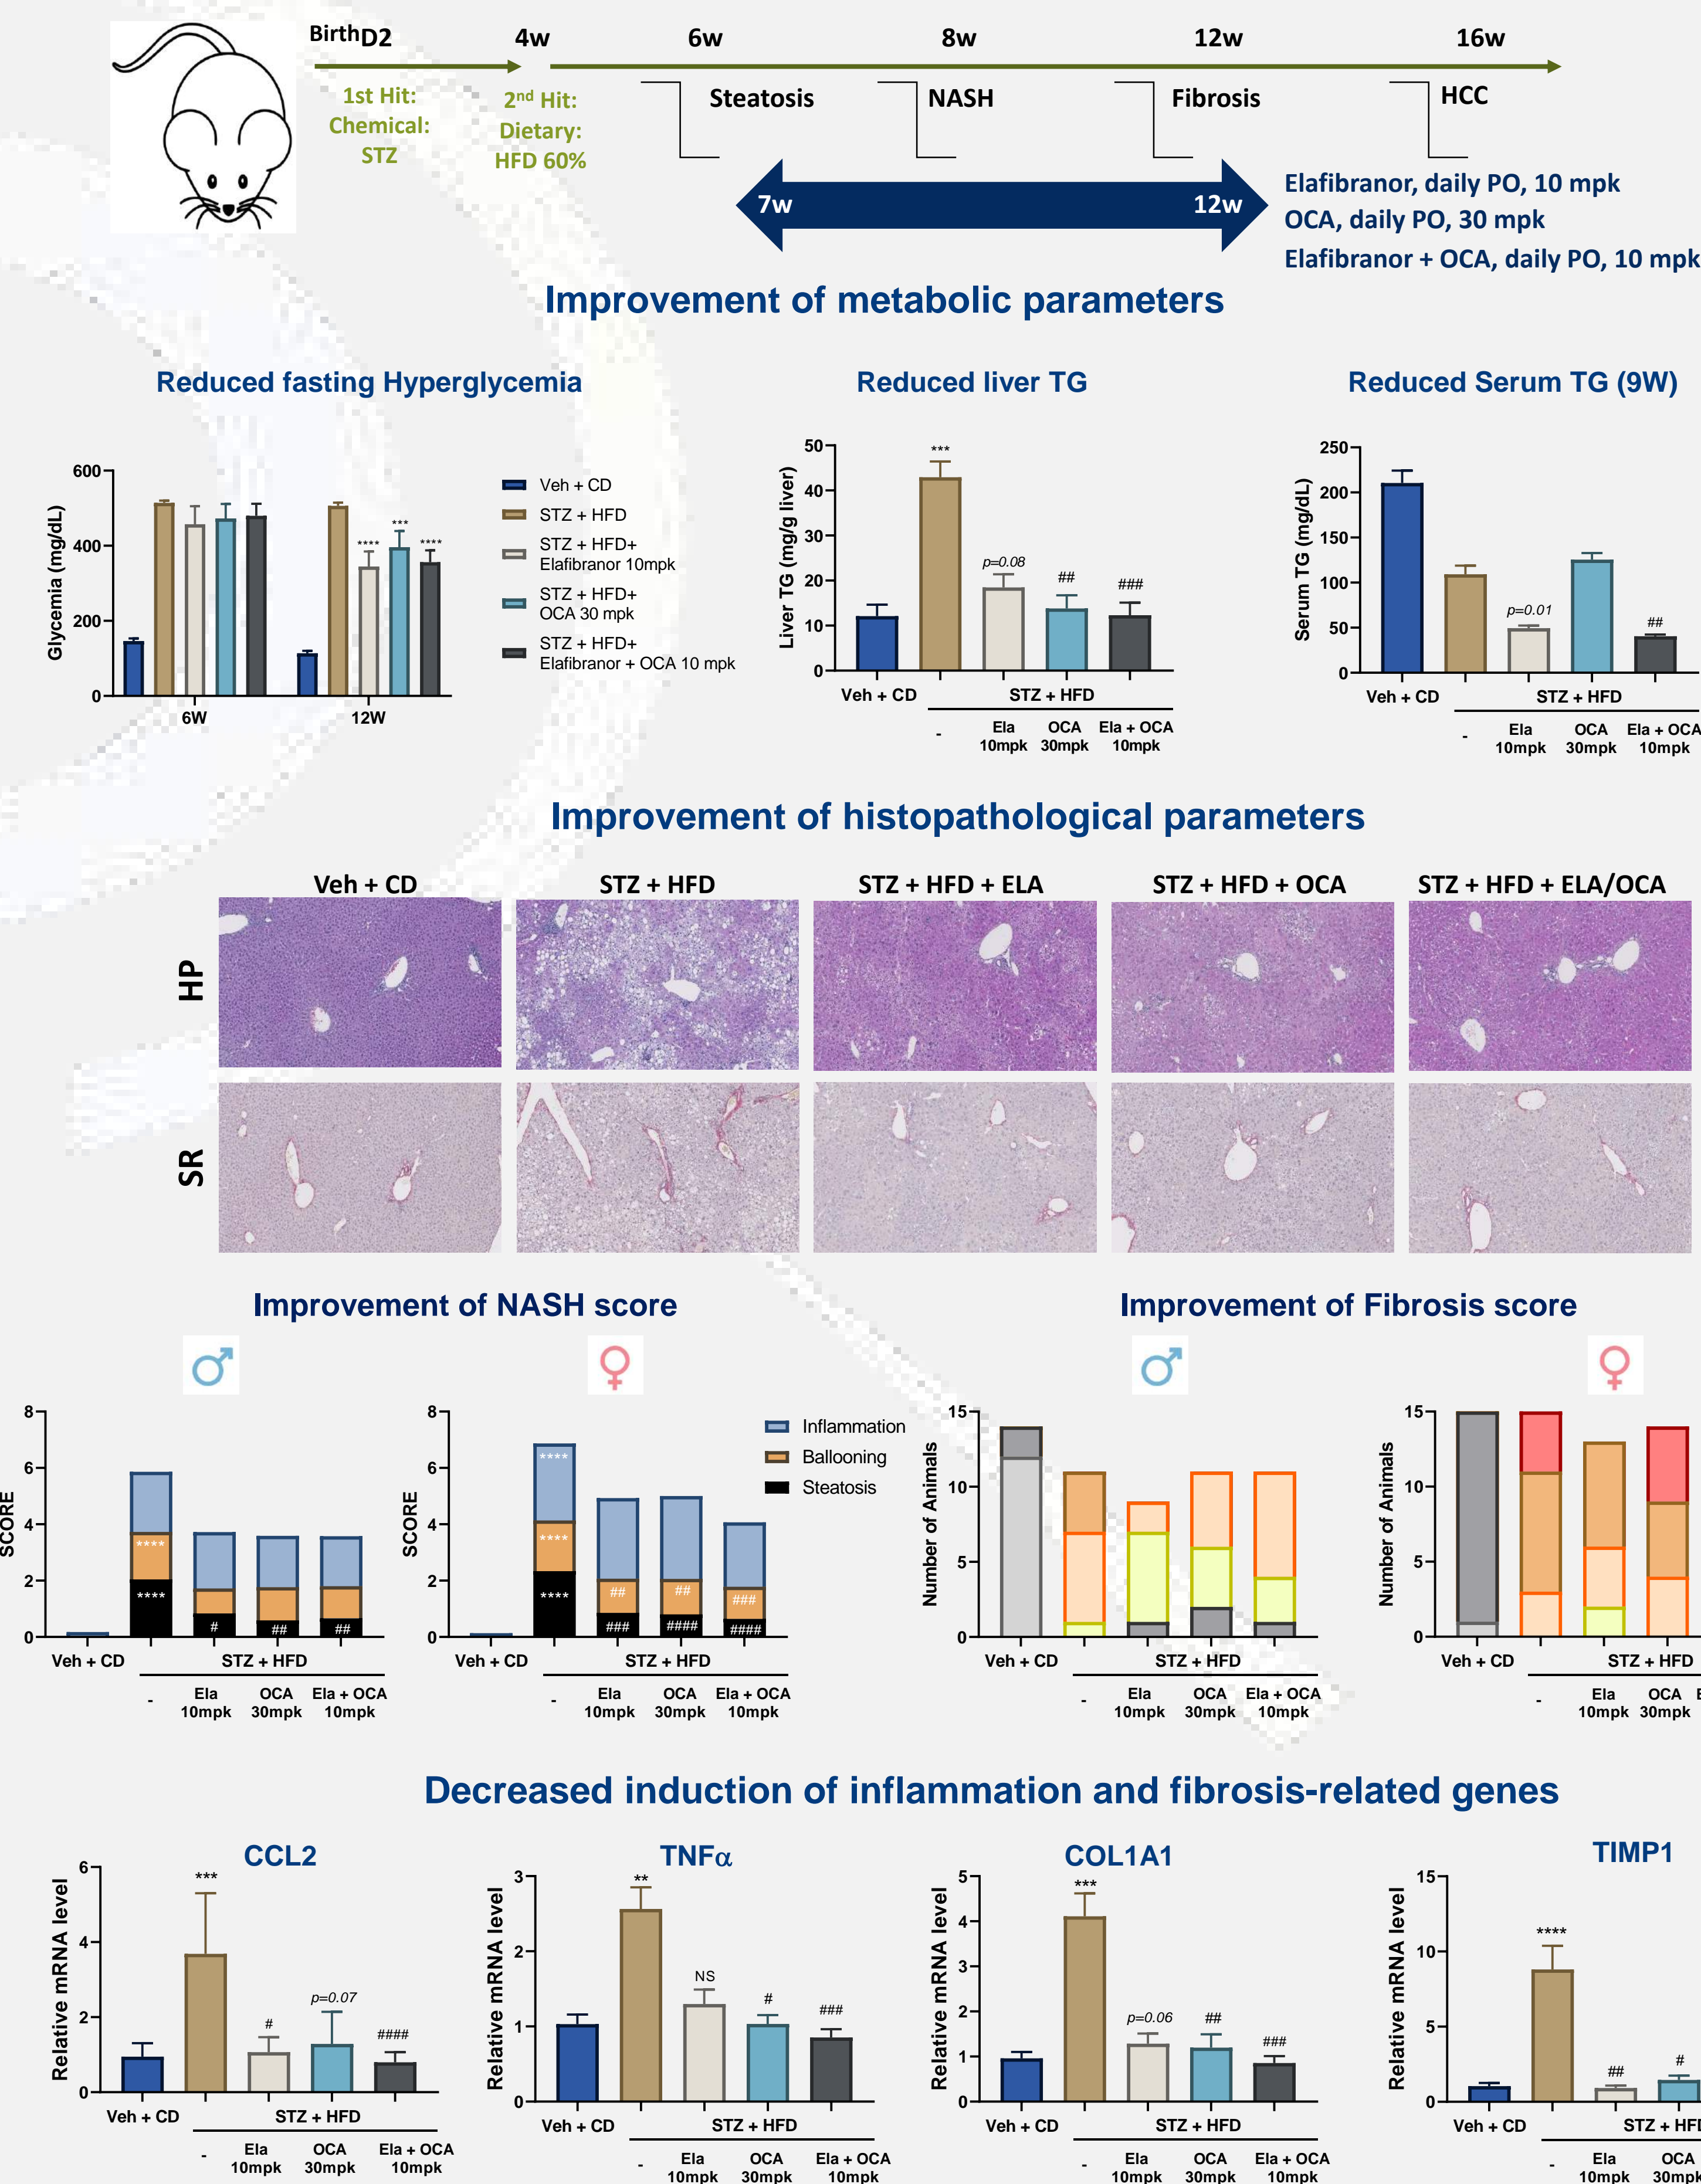 BirthD2
4w
6w
8w
12w
16w
1st Hit:
Chemical:
STZ
2nd Hit:
Dietary:
HFD 60%
Steatosis
NASH
Fibrosis
HCC
7w
12w
Elafibranor, daily PO, 10 mpk
OCA, daily PO, 30 mpk
Elafibranor + OCA, daily PO, 10 mpk
Improvement of metabolic parameters
Reduced fasting Hyperglycemia
Glycemia (mg/dL)
600
400
200
0
**** *** ****
6W
12W
Veh + CD
STZ + HFD
STZ + HFD+
Elafibranor 10mpk
STZ + HFD+
OCA 30 mpk
STZ + HFD+
Elafibranor + OCA 10 mpk
Reduced liver TG
Liver TG (mg/g liver)
50
40
30
20
10
0
***
p=0.08
##
###
Veh + CD
STZ + HFD
-
Ela
10mpk
OCA
30mpk
Ela + OCA
10mpk
Reduced Serum TG (9W)
Serum TG (mg/dL)
250
200
150
100
50
0
p=0.01
##
Veh + CD
STZ + HFD
-
Ela
10mpk
OCA
30mpk
Ela + OCA
10mpk
Improvement of histopathological parameters
Veh + CD
STZ + HFD
STZ + HFD + ELA
STZ + HFD + OCA
STZ + HFD + ELA/OCA
HP
SR
Improvement of NASH score
♂
SCORE
8
6
4
2
0
****
****
#
##
##
Veh + CD
STZ + HFD
-
Ela
10mpk
OCA
30mpk
Ela + OCA
10mpk
♀
SCORE
8
6
4
2
0
****
****
****
##
##
###
###
####
####
Veh + CD
STZ + HFD
-
Ela
10mpk
OCA
30mpk
Ela + OCA
10mpk
Inflammation
Ballooning
Steatosis
Improvement of Fibrosis score
♂
Number of Animals
15
10
5
0
Veh + CD
STZ + HFD
-
Ela
10mpk
OCA
30mpk
Ela + OCA
10mpk
♀
Number of Animals
15
10
5
0
Veh + CD
STZ + HFD
-
Ela
10mpk
OCA
30mpk
Decreased induction of inflammation and fibrosis-related genes
CCL2
Relative mRNA level
6
4
2
0
***
#
p=0.07
####
Veh + CD
STZ + HFD
-
Ela
10mpk
OCA
30mpk
Ela + OCA
10mpk
TNFα
Relative mRNA level
3
2
1
0
**
NS
#
###
Veh + CD
STZ + HFD
-
Ela
10mpk
OCA
30mpk
Ela + OCA
10mpk
COL1A1
Relative mRNA level
5
4
3
2
1
0
***
p=0.06
##
###
Veh + CD
STZ + HFD
-
Ela
10mpk
OCA
30mpk
Ela + OCA
10mpk
TIMP1
Relative mRNA level
15
10
5
0
****
##
#
Veh + CD
STZ + HFD
-
Ela
10mpk
OCA
30mpk